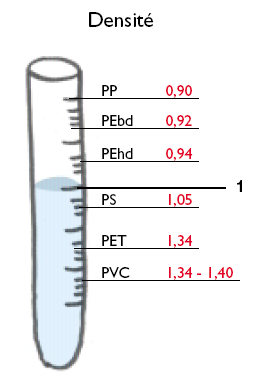 Densité
PP 0,90
PEbd 0,92
PEhd 0,94
1
PS 1,05
PET 1,34
PVC 1,34 - 1,40